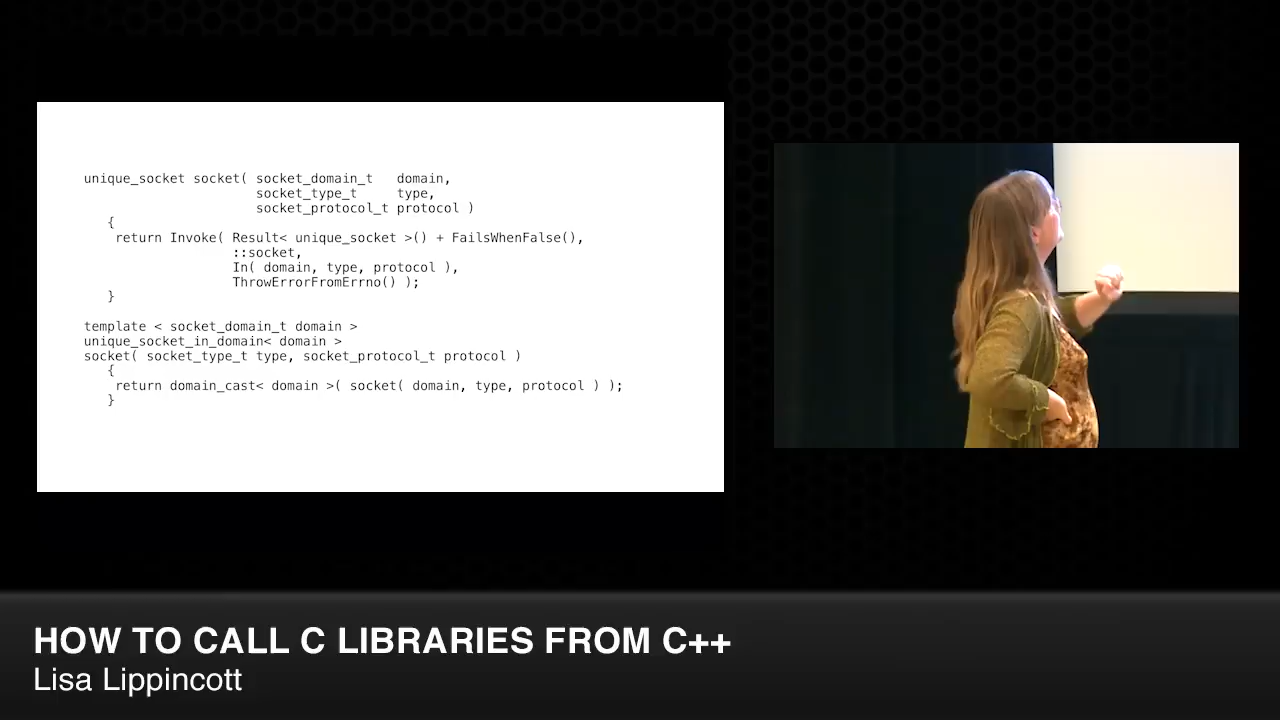 unique_socket socket( socket_domain_t   domain,
                      socket_type_t     type,
                      socket_protocol_t protocol )
   {
    return Invoke( Result< unique_socket >() + FailsWhenFalse(),
                   ::socket,
                   In( domain, type, protocol ),
                   ThrowErrorFromErrno() );
   }
template < socket_domain_t domain >
unique_socket_in_domain< domain >
socket( socket_type_t type, socket_protocol_t protocol )
   {
    return domain_cast< domain >( socket( domain, type, protocol ) );
   }
HOW TO CALL C LIBRARIES FROM C++
Lisa Lippincott